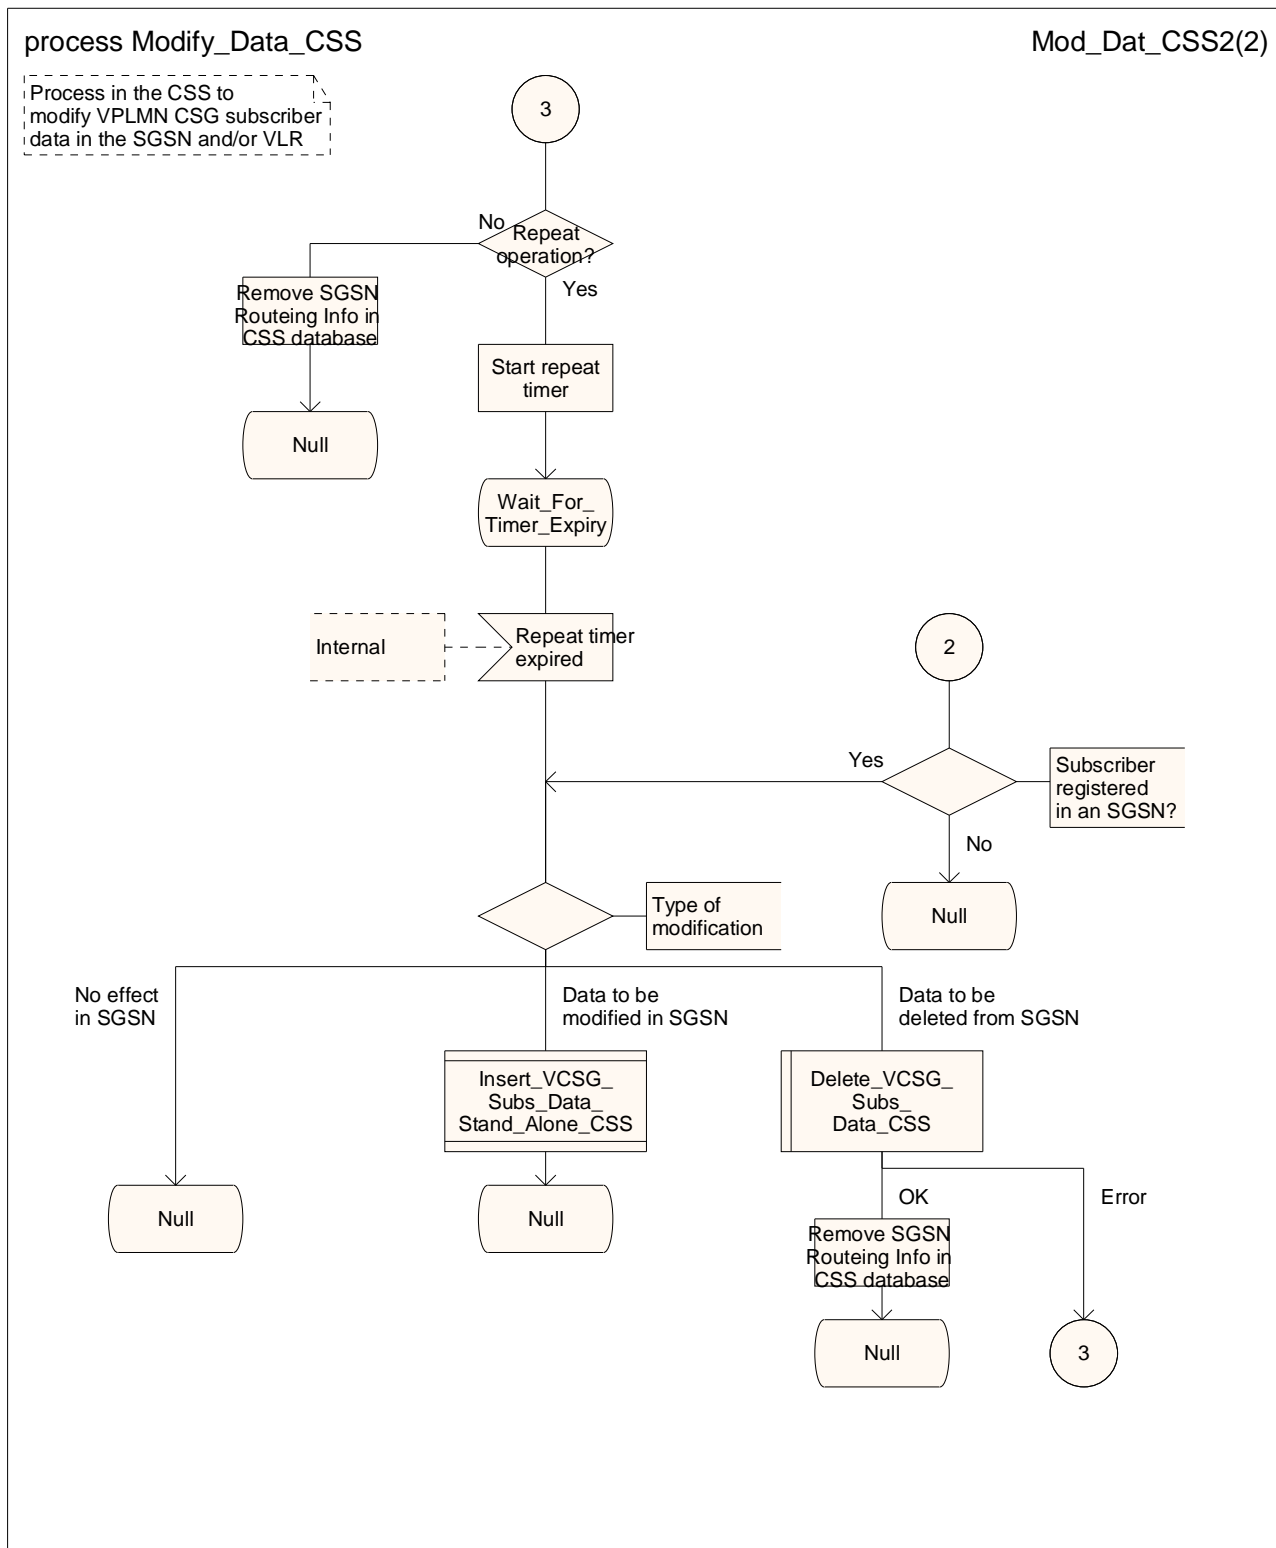 process Modify_Data_CSS
Mod_Dat_CSS2(2)
Process in the CSS to
modify VPLMN CSG subscriber
data in the SGSN and/or VLR
3
No
Repeat
operation?
Yes
Remove SGSN
Routeing Info in
CSS database
Start repeat
timer
Null
Wait_For_
Timer_Expiry
Internal
Repeat timer
expired
2
Yes
Subscriber
registered
in an SGSN?
No
Type of
modification
Null
No effect
in SGSN
Data to be
modified in SGSN
Data to be
deleted from SGSN
Insert_VCSG_
Subs_Data_
Stand_Alone_CSS
Delete_VCSG_
Subs_
Data_CSS
Null
Null
OK
Error
Remove SGSN
Routeing Info in
CSS database
Null
3